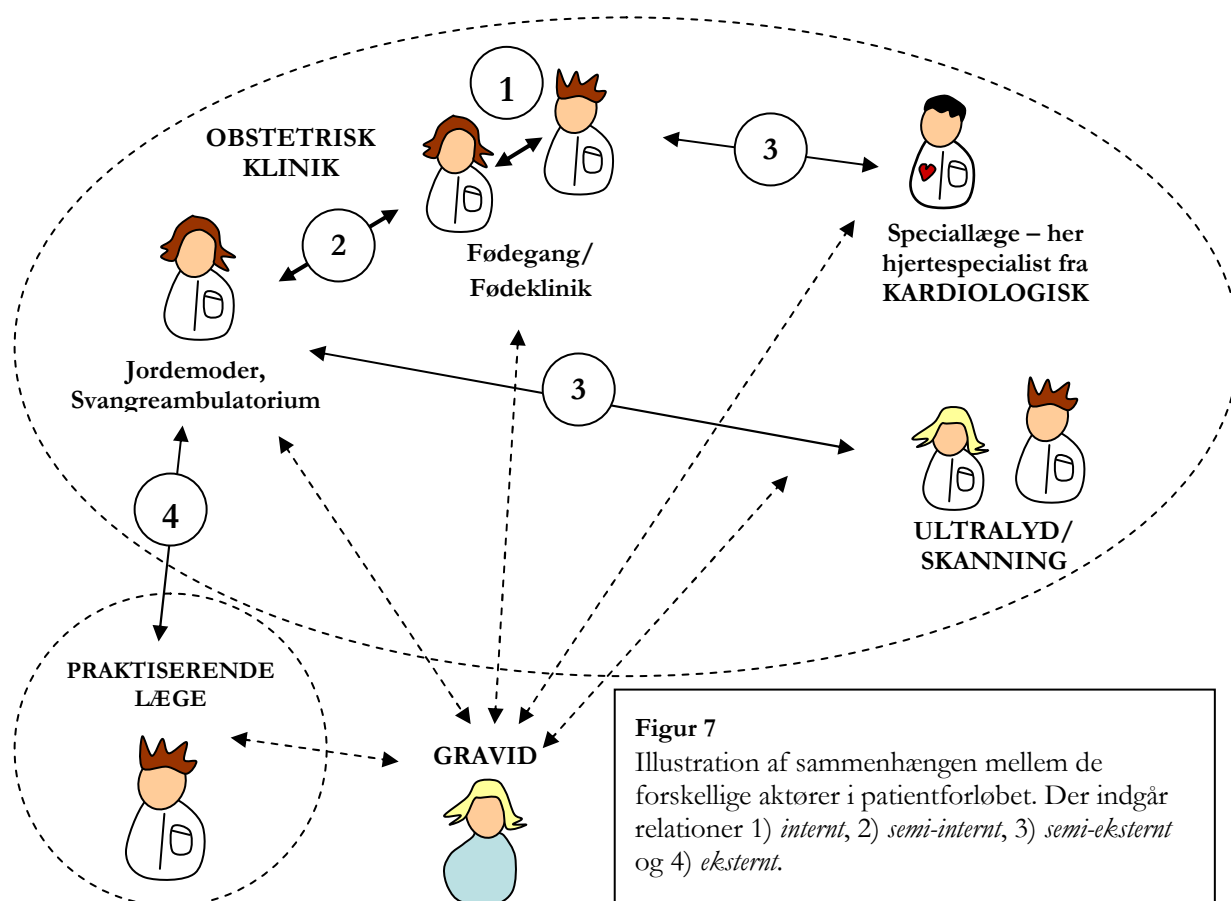 1
OBSTETRISK
KLINIK
3
2
Fødegang/
Fødeklinik
Speciallæge – her
hjertespecialist fra
KARDIOLOGISK
Jordemoder,
Svangreambulatorium
3
4
ULTRALYD/
SKANNING
PRAKTISERENDE
LÆGE
GRAVID
Figur 7
Illustration af sammenhængen mellem de
forskellige aktører i patientforløbet. Der indgår
relationer 1) internt, 2) semi-internt, 3) semi-eksternt
og 4) eksternt.